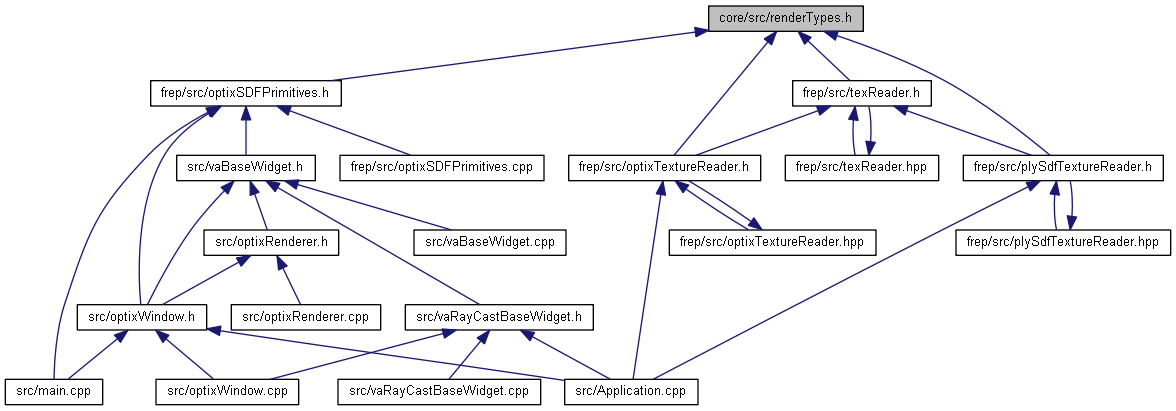 core/src/renderTypes.h
frep/src/optixSDFPrimitives.h
frep/src/texReader.h
src/vaBaseWidget.h
frep/src/optixSDFPrimitives.cpp
frep/src/optixTextureReader.h
frep/src/texReader.hpp
frep/src/plySdfTextureReader.h
src/optixRenderer.h
src/vaBaseWidget.cpp
frep/src/optixTextureReader.hpp
frep/src/plySdfTextureReader.hpp
src/optixWindow.h
src/optixRenderer.cpp
src/vaRayCastBaseWidget.h
src/main.cpp
src/optixWindow.cpp
src/vaRayCastBaseWidget.cpp
src/Application.cpp